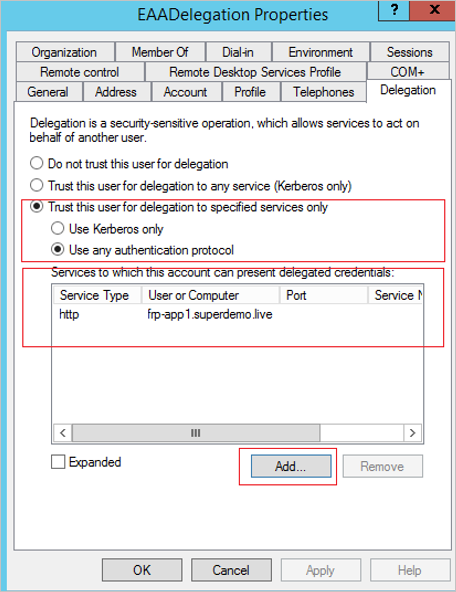 EAADelegation Properties
?
x
Organization Member Of Dial-in Environment Sessions
Remote control Remote Desktop Services Profile COM+
General Address Account Profile Telephones Delegation
Delegation is a security-sensitive operation, which allows services to act on
behalf of another user.
Do not trust this user for delegation
Trust this user for delegation to any service (Kerberos only)
Trust this user for delegation to specified services only
Use Kerberos only
Use any authentication protocol
Services to which this account can present delegated credentials:
Service Type User or Computer Port Service N
http frp-app1.superdemo.live
Expanded Add... Remove
OK Cancel Apply Help